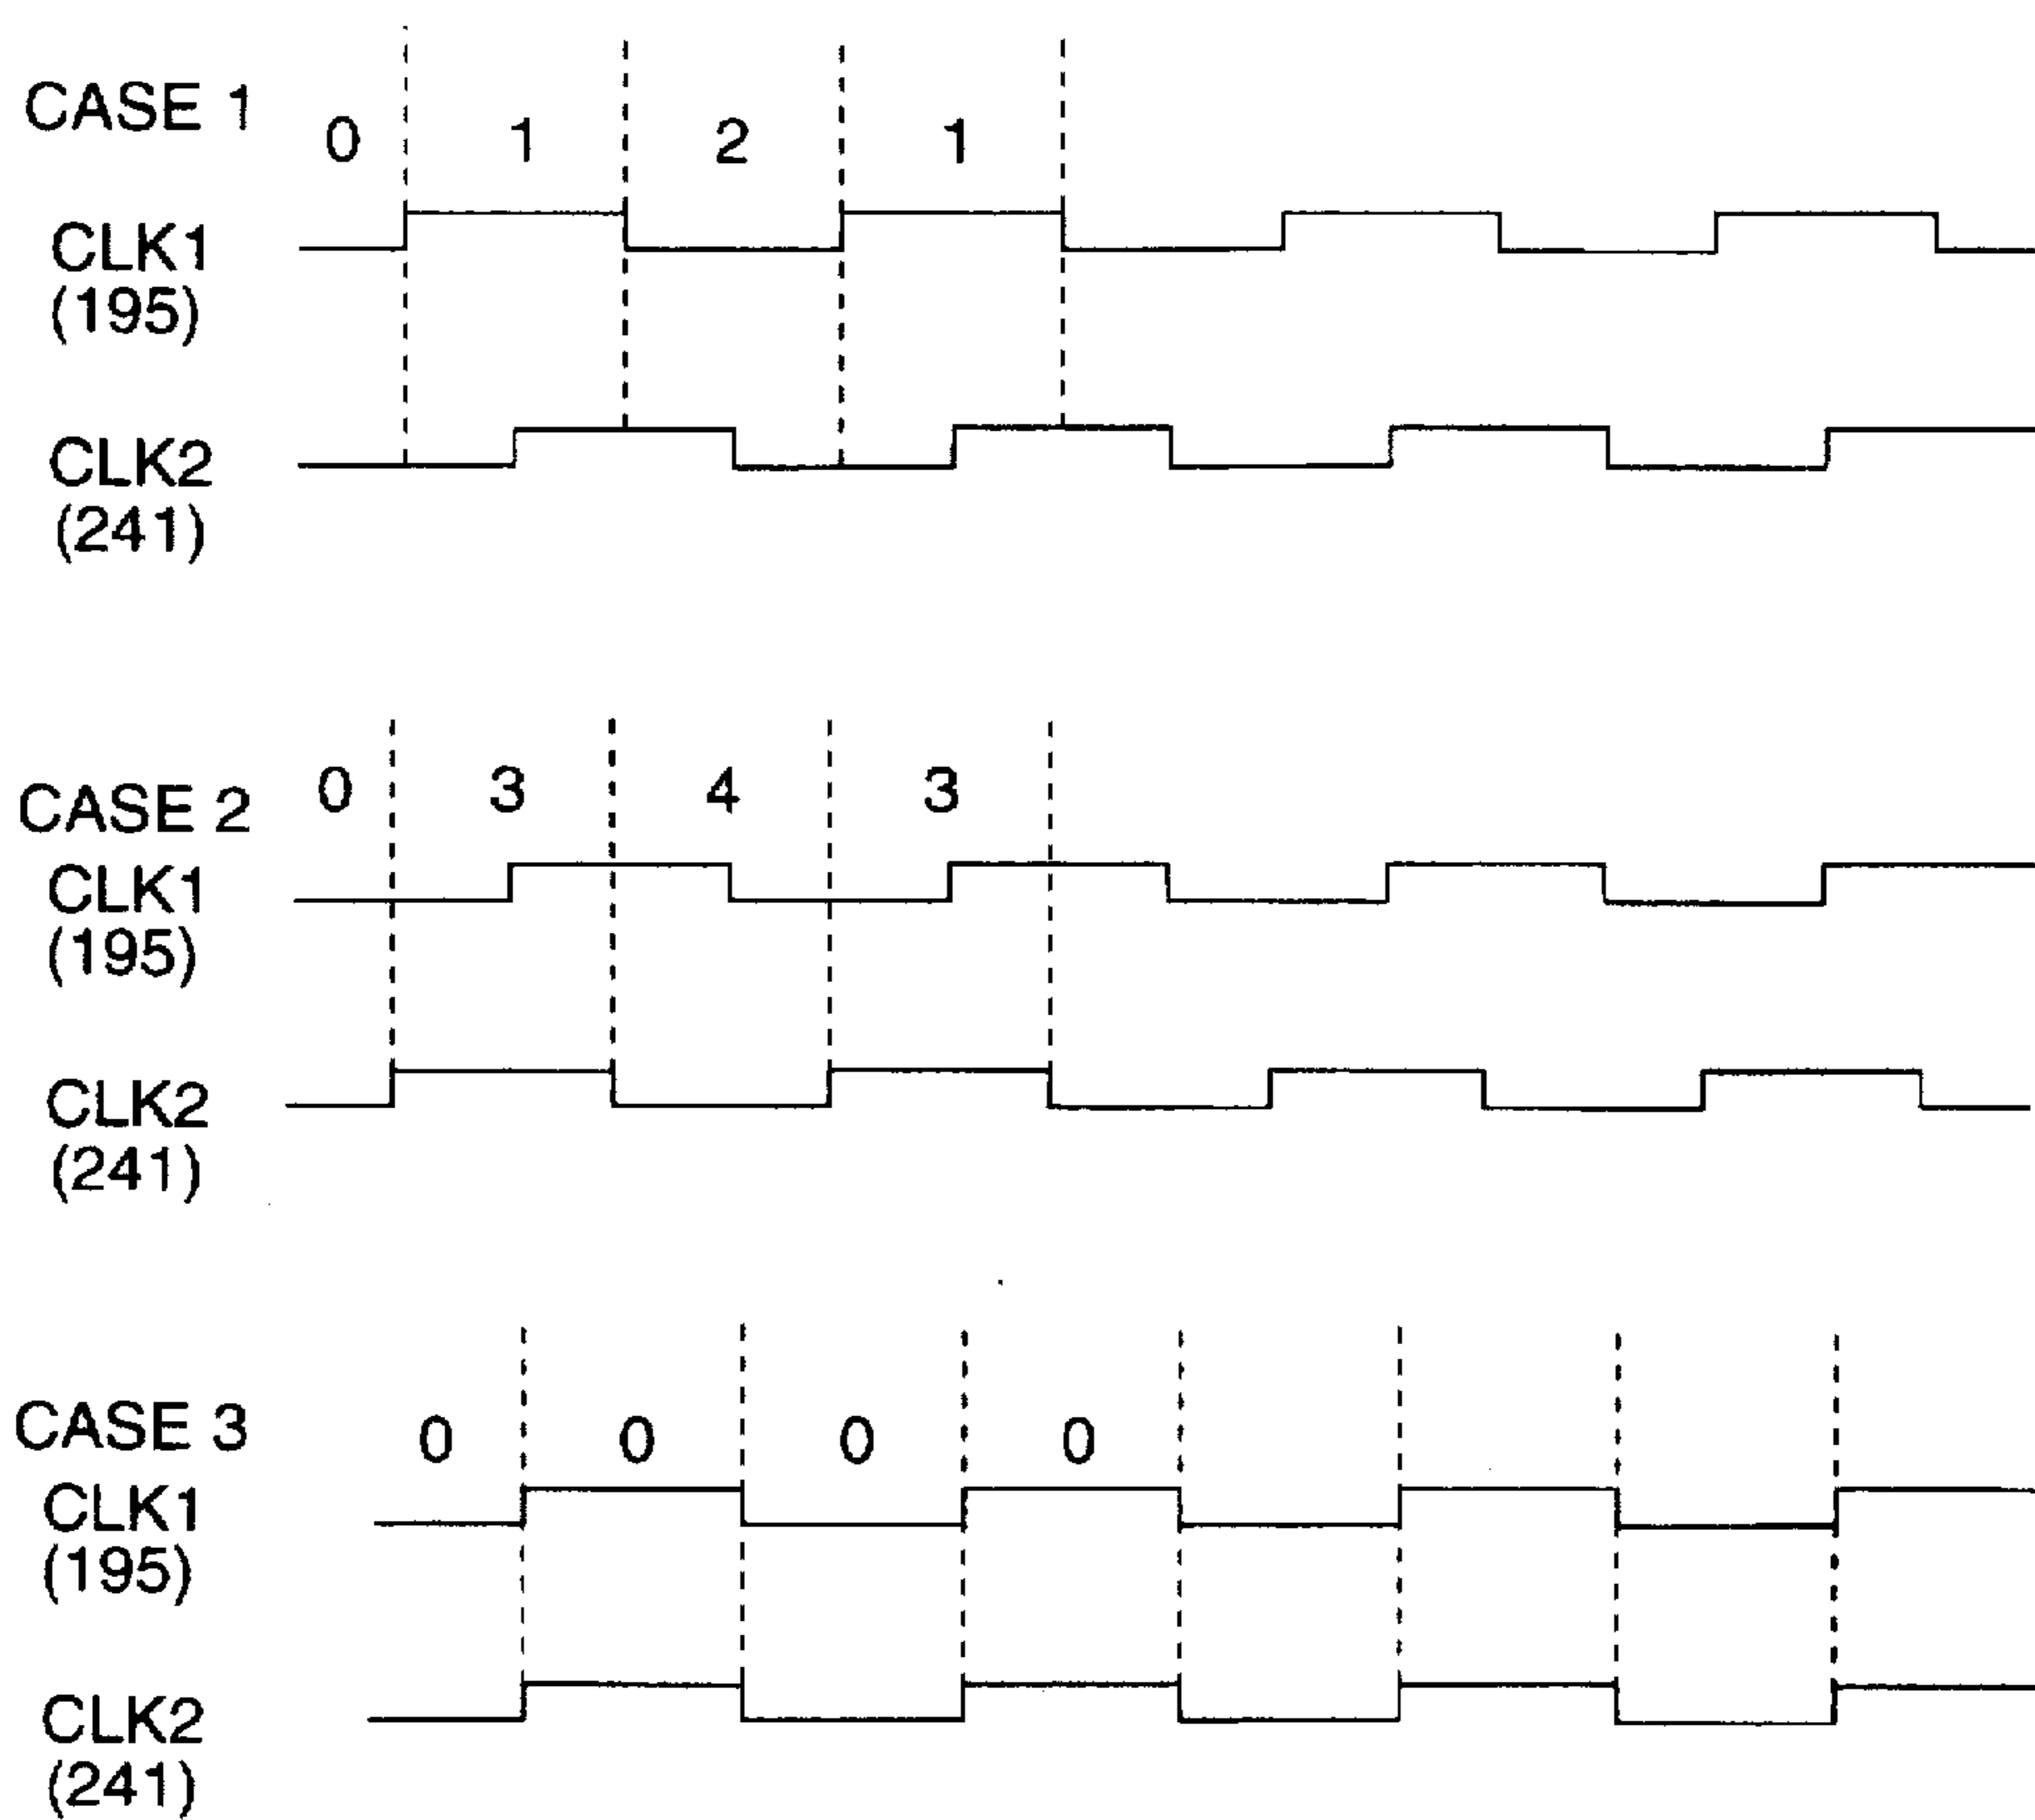 CASE 1
0 1 2 1
CLK1
(195)
CLK2
(241)
CASE 2
0 3 4 3
CLK1
(195)
CLK2
(241)
CASE 3
0 0 0 0
CLK1
(195)
CLK2
(241)